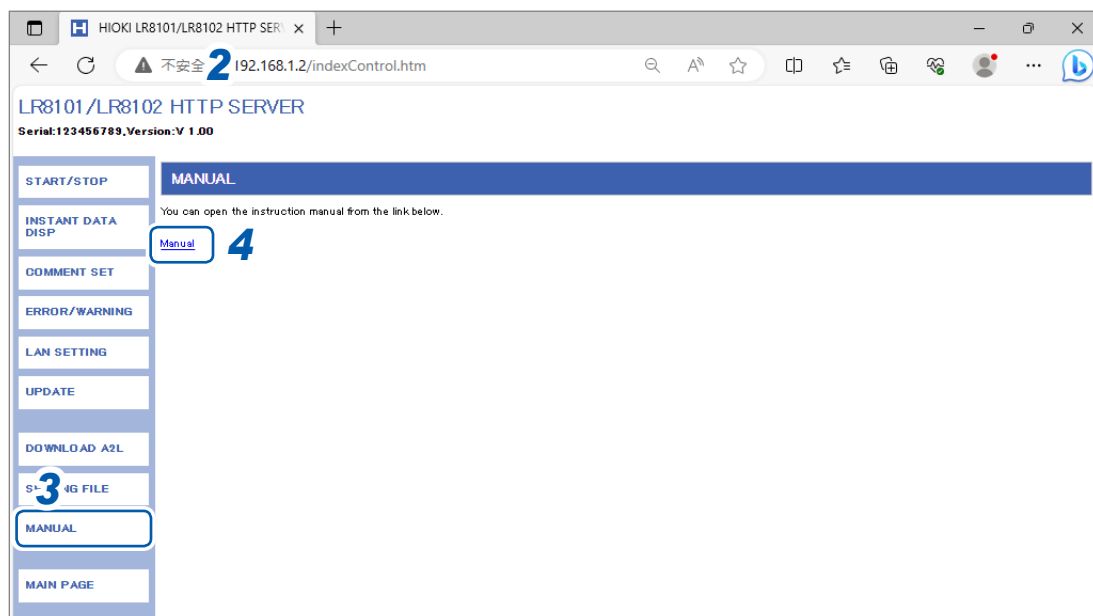 HIOKI LR8101/LR8102 HTTP SER
不安全 2 192.168.1.2/indexControl.htm
LR8101/LR8102 HTTP SERVER
Serial:123456789,Version:V 1.00
START/STOP
MANUAL
INSTANT DATA
DISP
You can open the instruction manual from the link below.
Manual
4
COMMENT SET
ERROR/WARNING
LAN SETTING
UPDATE
DOWNLOAD A2L
3 FILE
MANUAL
MAIN PAGE